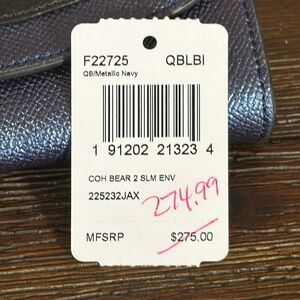 F22725 QBLBI
QB/Metallic Navy
1 91202 21323 4
COH BEAR 2 SLM ENV
225232JAX
274.99
MFSRP $275.00